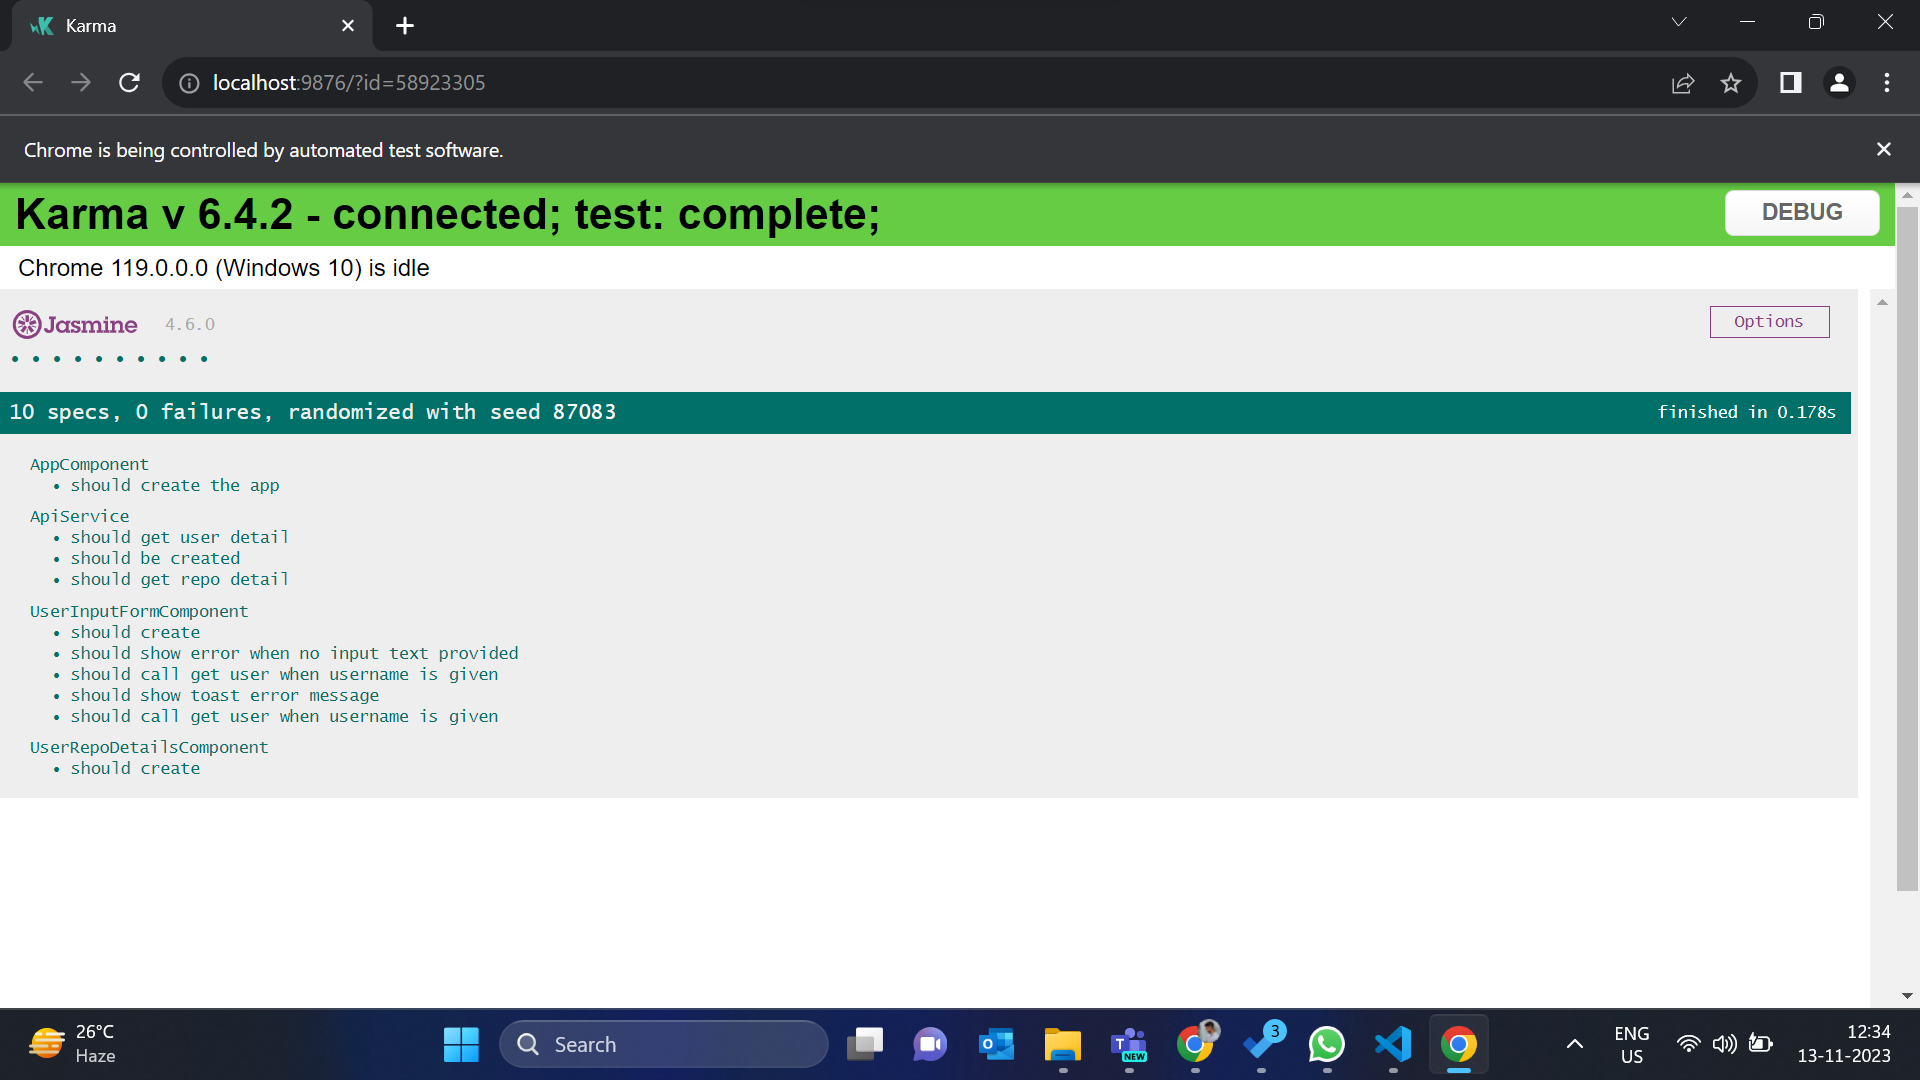 Karma
localhost:9876/?id=58923305
Chrome is being controlled by automated test software.
Karma v 6.4.2 - connected; test: complete;
DEBUG
Chrome 119.0.0.0 (Windows 10) is idle
Jasmine 4.6.0
Options
10 specs, 0 failures, randomized with seed 87083
finished in 0.178s
AppComponent
• should create the app
ApiService
• should get user detail
• should be created
• should get repo detail
UserInputFormComponent
• should create
• should show error when no input text provided
• should call get user when username is given
• should show toast error message
• should call get user when username is given
UserRepoDetailsComponent
• should create
26°C
Haze
Search
T
NEW
3
ENG
US
12:34
13-11-2023